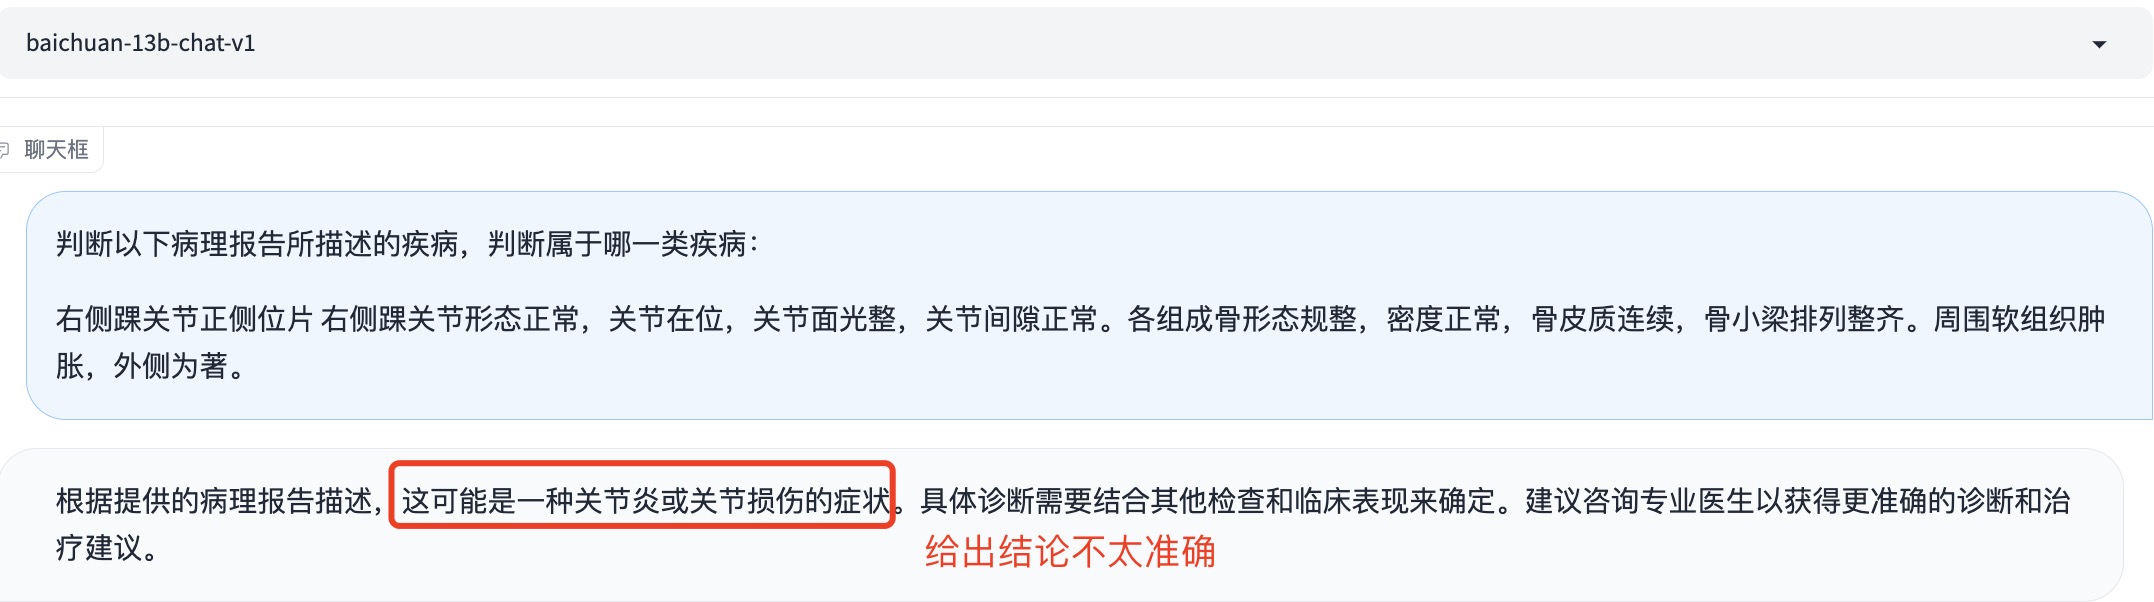 baichuan-13b-chat-v1
聊天框
判断以下病理报告所描述的疾病，判断属于哪一类疾病：
右侧踝关节正侧位片 右侧踝关节形态正常，关节在位，关节面光整，关节间隙正常。各组成骨形态规整，密度正常，骨皮质连续，骨小梁排列整齐。周围软组织肿
胀，外侧为著。
根据提供的病理报告描述，这可能是一种关节炎或关节损伤的症状。具体诊断需要结合其他检查和临床表现来确定。建议咨询专业医生以获得更准确的诊断和治
疗建议。
给出结论不太准确